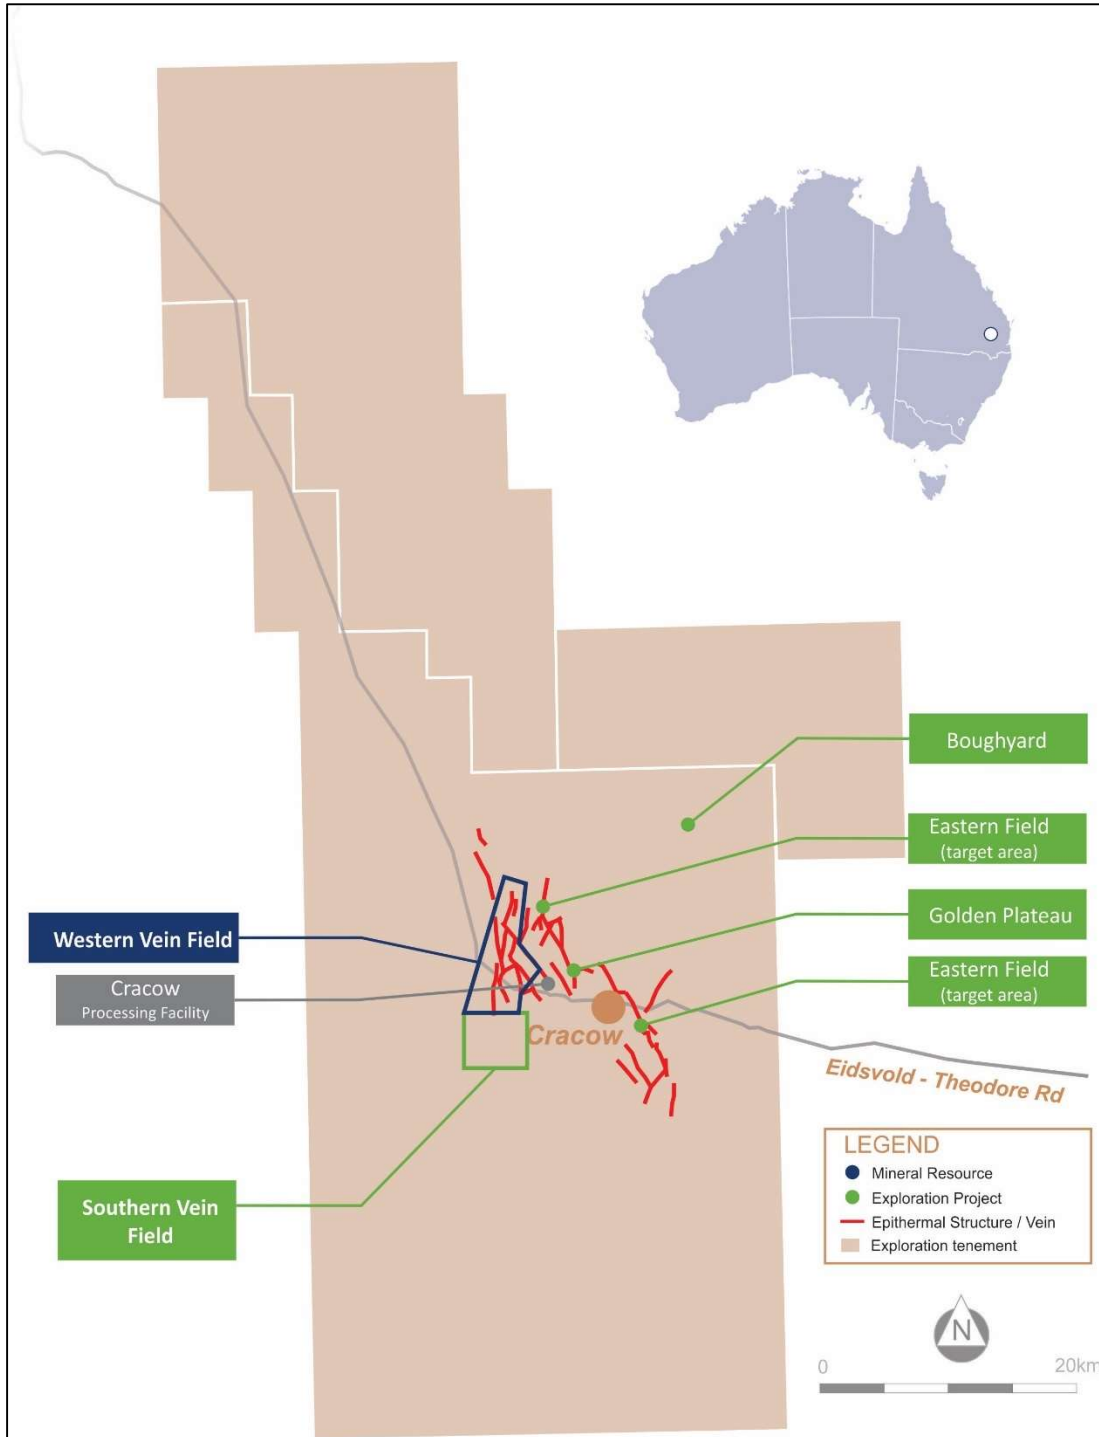 Boughyard
Eastern Field
(target area)
Golden Plateau
Eastern Field
(target area)
Western Vein Field
Cracow
Processing Facility
Cracow
Eidsvold - Theodore Rd
Southern Vein
Field
LEGEND
Mineral Resource
Exploration Project
Epithermal Structure / Vein
Exploration tenement
N
0
20km